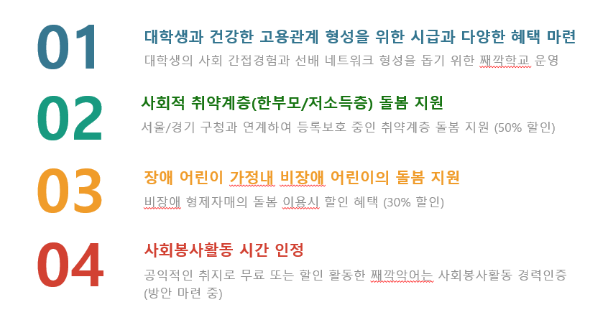 01
대학생과 건강한 고용관계 형성을 위한 시급과 다양한 혜택 마련
대학생의 사회 간접경험과 선배 네트워크 형성을 돕기 위한 째깍학교 운영
02
사회적 취약계층(한부모/저소득층) 돌봄 지원
서울/경기 구청과 연계하여 등록보호 중인 취약계층 돌봄 지원 (50% 할인)
03
장애 어린이 가정내 비장애 어린이의 돌봄 지원
비장애 형제자매의 돌봄 이용시 할인 혜택 (30% 할인)
04
사회봉사활동 시간 인정
공익적인 취지로 무료 또는 할인 활동한 째깍악어는 사회봉사활동 경력인증
(방안 마련 중)